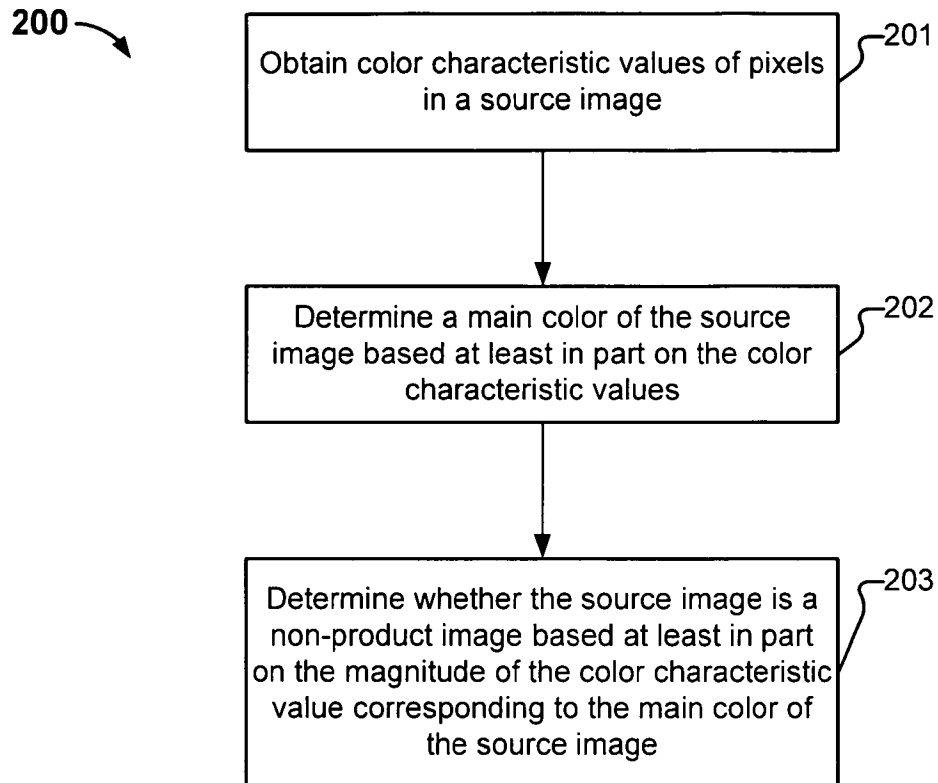 200
201
Obtain color characteristic values of pixels
in a source image
202
Determine a main color of the source
image based at least in part on the color
characteristic values
203
Determine whether the source image is a
non-product image based at least in part
on the magnitude of the color characteristic
value corresponding to the main color of
the source image